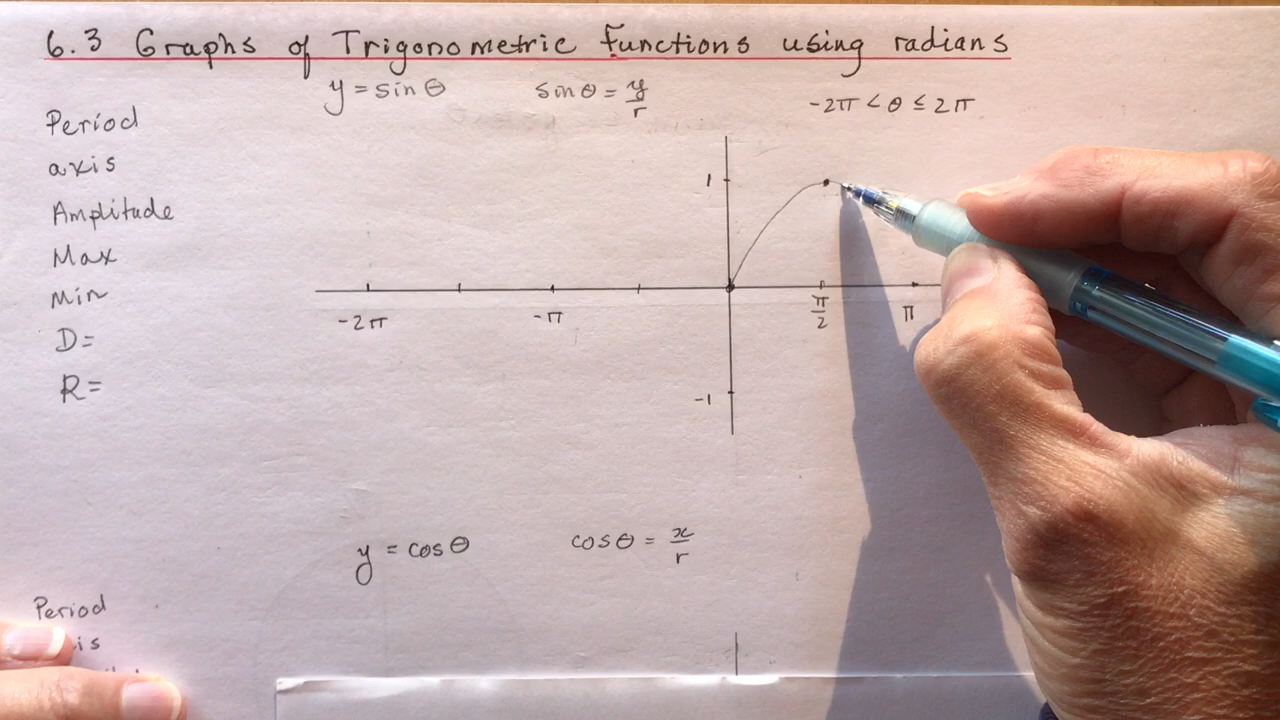 6.3 Graphs of Trigonometric Functions using radians
y = sin θ
sin θ = y/r
-2π < θ ≤ 2π
Period
axis
Amplitude
Max
Min
D=
R=
1
-2π -π π/2 π
-1
y = cos θ
cos θ = x/r
Period
is